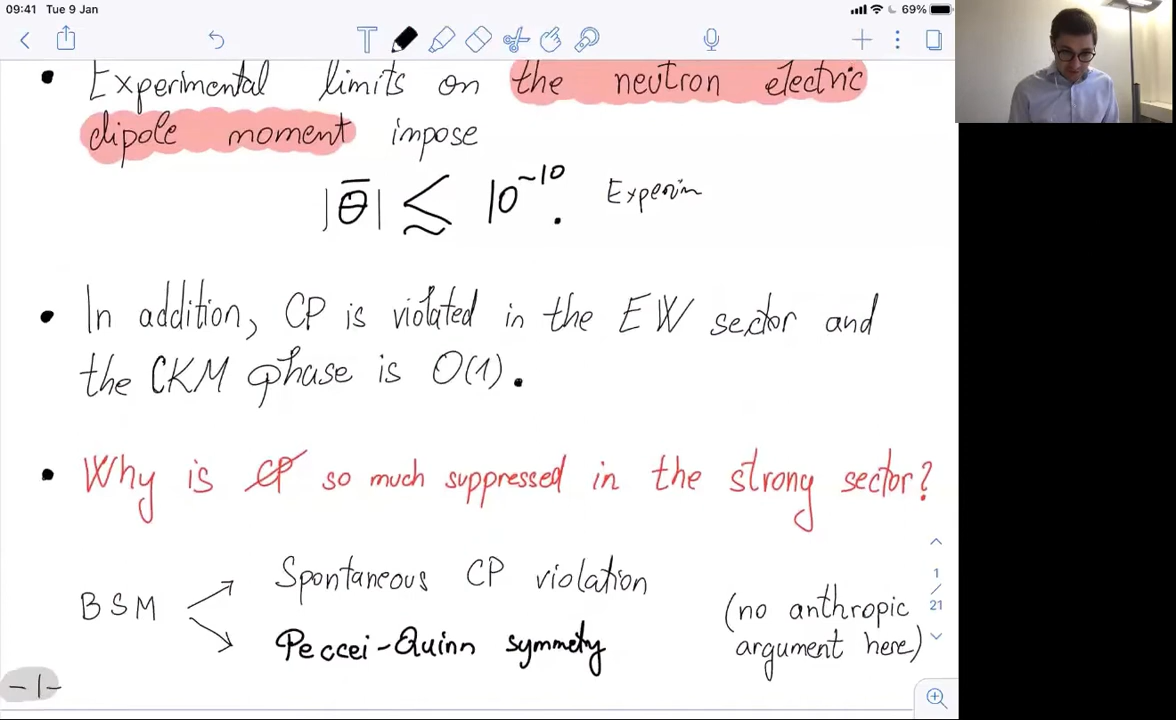 09:41 Tue 9 Jan
69%
• Experimental limits on the neutron electric
dipole moment impose
|θ̅| ≲ 10^-10. Experim
• In addition, CP is violated in the EW sector and
the CKM phase is O(1).
• Why is C̸P̸ so much suppressed in the strong sector?
BSM
Spontaneous CP violation
Peccei-Quinn symmetry
(no anthropic
argument here)
1
/
21
-1-